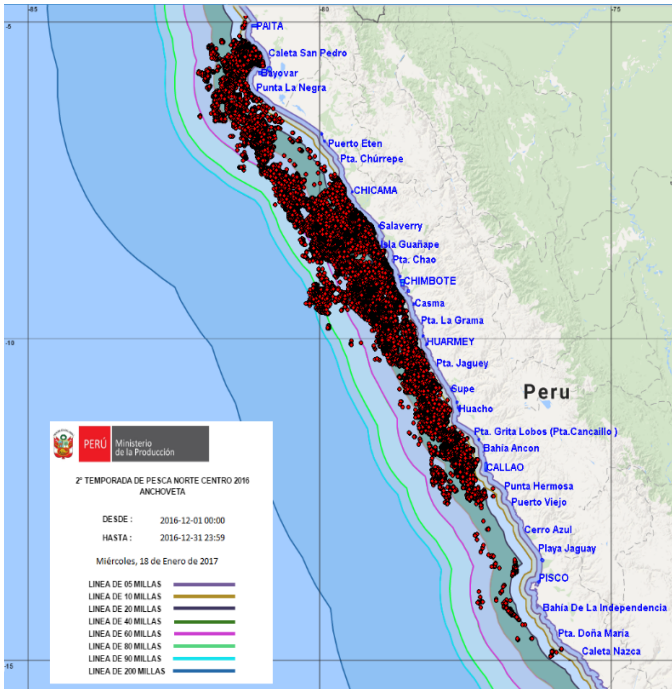 -85
-80
-75
-5
PAITA
Caleta San Pedro
Bayovar
Punta La Negra
Puerto Eten
Pta. Chúrrepe
CHICAMA
Salaverry
Isla Guañape
Pta. Chao
CHIMBOTE
Casma
Pta. La Grama
-10
HUARMEY
Pta. Jaguey
Supe
Peru
Huacho
Pta. Grita Lobos (Pta.Cancaillo )
Bahía Ancon
CALLAO
Punta Hermosa
Puerto Viejo
Cerro Azul
Playa Jaguay
PISCO
Bahía De La Independencia
Pta. Doña María
Caleta Nazca
-15
PERÚ
Ministerio
de la Producción
2° TEMPORADA DE PESCA NORTE CENTRO 2016
ANCHOVETA
DESDE : 2016-12-01 00:00
HASTA : 2016-12-31 23:59
Miércoles, 18 de Enero de 2017
LINEA DE 05 MILLAS
LINEA DE 10 MILLAS
LINEA DE 20 MILLAS
LINEA DE 40 MILLAS
LINEA DE 60 MILLAS
LINEA DE 80 MILLAS
LINEA DE 90 MILLAS
LINEA DE 200 MILLAS